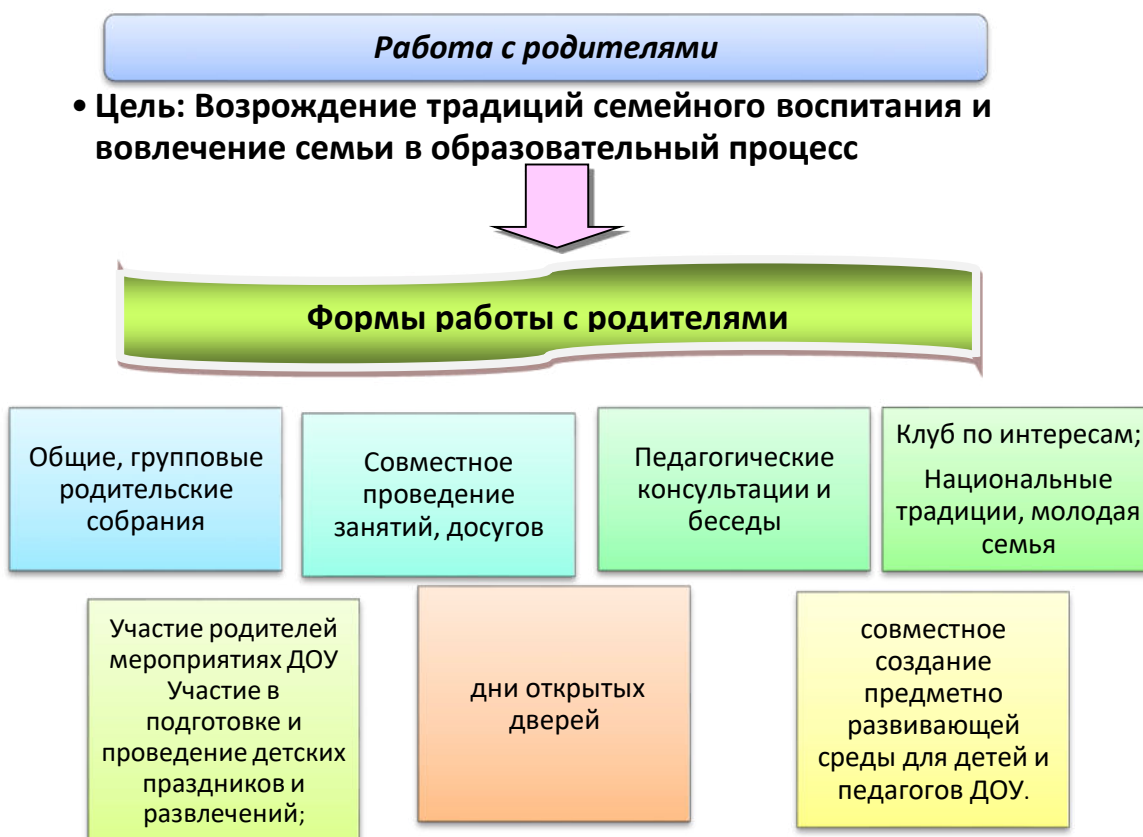 Работа с родителями
• Цель: Возрождение традиций семейного воспитания и
вовлечение семьи в образовательный процесс
Формы работы с родителями
Общие, групповые
родительские
собрания
Совместное
проведение
занятий, досугов
Педагогические
консультации и
беседы
Клуб по интересам;
Национальные
традиции, молодая
семья
Участие родителей
мероприятиях ДОУ
Участие в
подготовке и
проведение детских
праздников и
развлечений;
дни открытых
дверей
совместное
создание
предметно
развивающей
среды для детей и
педагогов ДОУ.